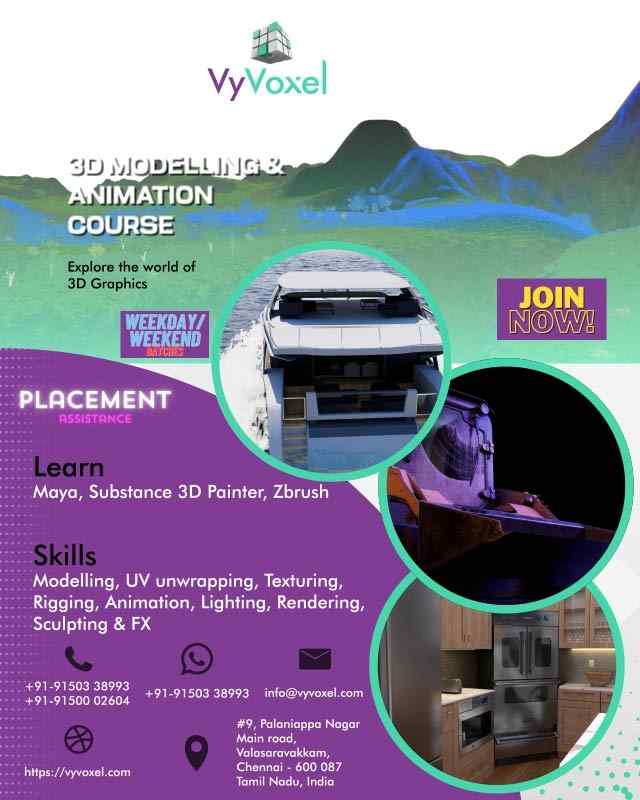 VyVoxel
3D MODELLING &
ANIMATION
COURSE
Explore the world of
3D Graphics
WEEKDAY/
WEEKEND
BATCHES
JOIN
NOW!
PLACEMENT
ASSISTANCE
Learn
Maya, Substance 3D Painter, Zbrush
Skills
Modelling, UV unwrapping, Texturing,
Rigging, Animation, Lighting, Rendering,
Sculpting & FX
+91-91503 38993
+91-91500 02604
+91-91503 38993
info@vyvoxel.com
https://vyvoxel.com
#9, Palaniappa Nagar
Main road,
Valasaravakkam,
Chennai - 600 087
Tamil Nadu, India